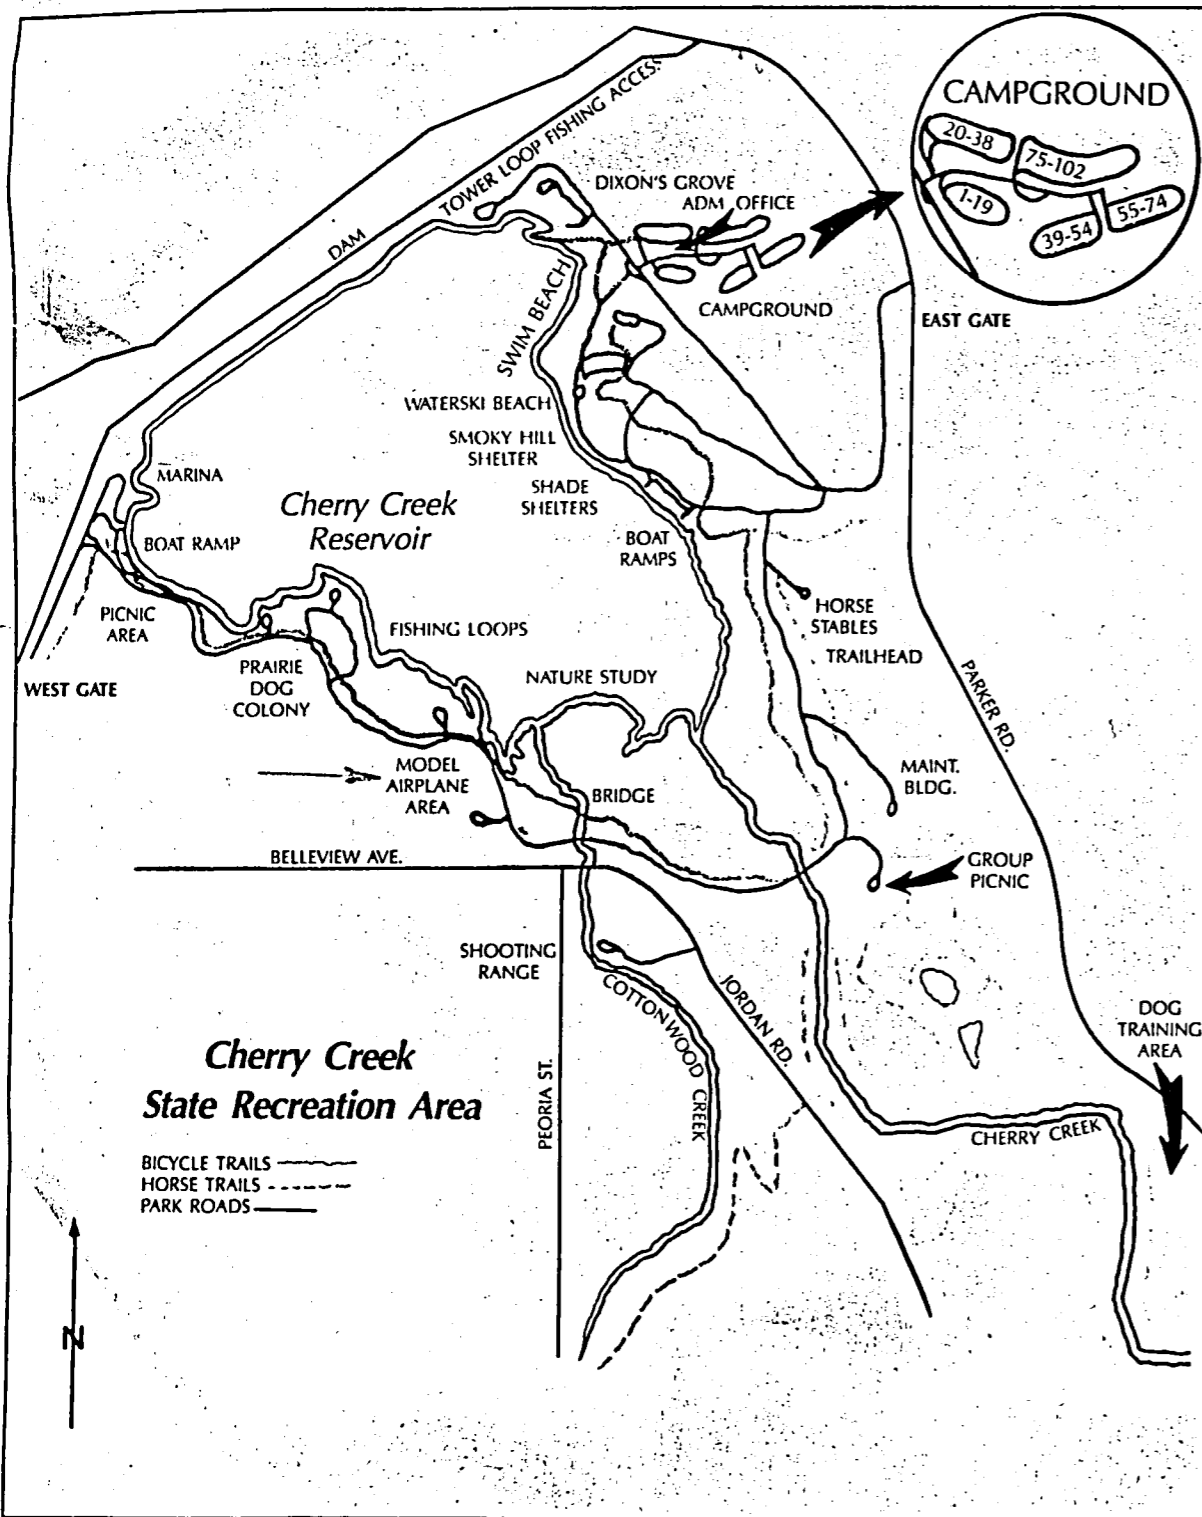 CAMPGROUND
20-38
75-102
1-19
55-74
39-54
TOWER LOOP FISHING ACCESS
DAM
DIXON'S GROVE
ADM. OFFICE
SWIM BEACH
CAMPGROUND
EAST GATE
WATERSKI BEACH
SMOKY HILL
SHELTER
MARINA
SHADE
SHELTERS
Cherry Creek
Reservoir
BOAT RAMP
BOAT
RAMPS
PICNIC
AREA
HORSE
STABLES
FISHING LOOPS
TRAILHEAD
WEST GATE
PRAIRIE
DOG
COLONY
NATURE STUDY
PARKER RD.
MODEL
AIRPLANE
AREA
MAINT.
BLDG.
BRIDGE
BELLEVIEW AVE.
GROUP
PICNIC
SHOOTING
RANGE
COTTONWOOD CREEK
JORDAN RD.
DOG
TRAINING
AREA
Cherry Creek
State Recreation Area
PEORIA ST.
CHERRY CREEK
BICYCLE TRAILS
HORSE TRAILS
PARK ROADS
N